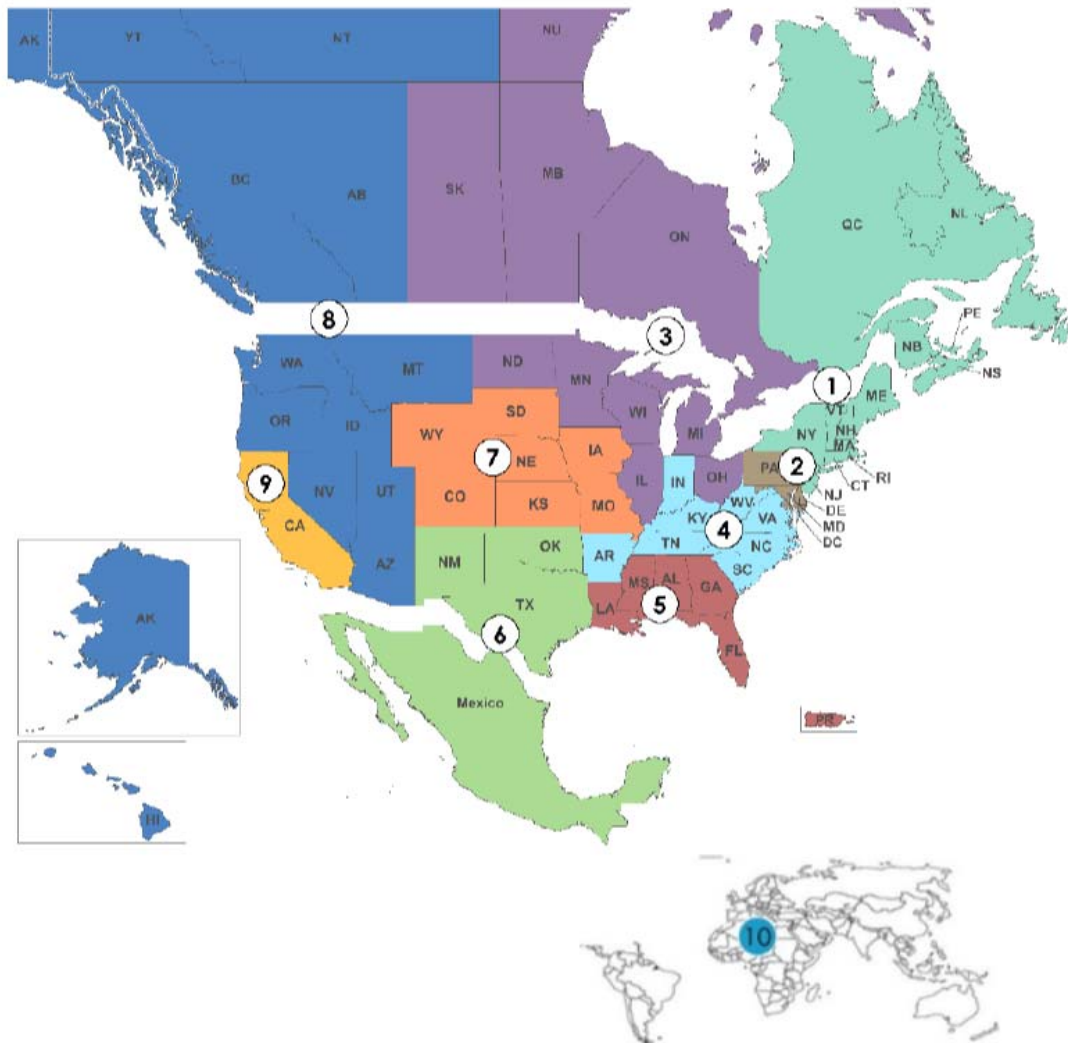 NU
AK YT NT
BC AB SK MB ON QC NL
8 3 PE
NB
NS
1
WA MT ND MN ME
VT
OR ID SD WI MI NY NH
WY MA
7 NE IA 2
PA RI
CT
9 NV UT CO KS MO IL IN OH NJ
WV DE
CA KY 4 VA MD
DC
AZ NM OK AR TN NC
SC
TX LA MS AL GA
5
6 FL
AK
Mexico
PR
HI
10